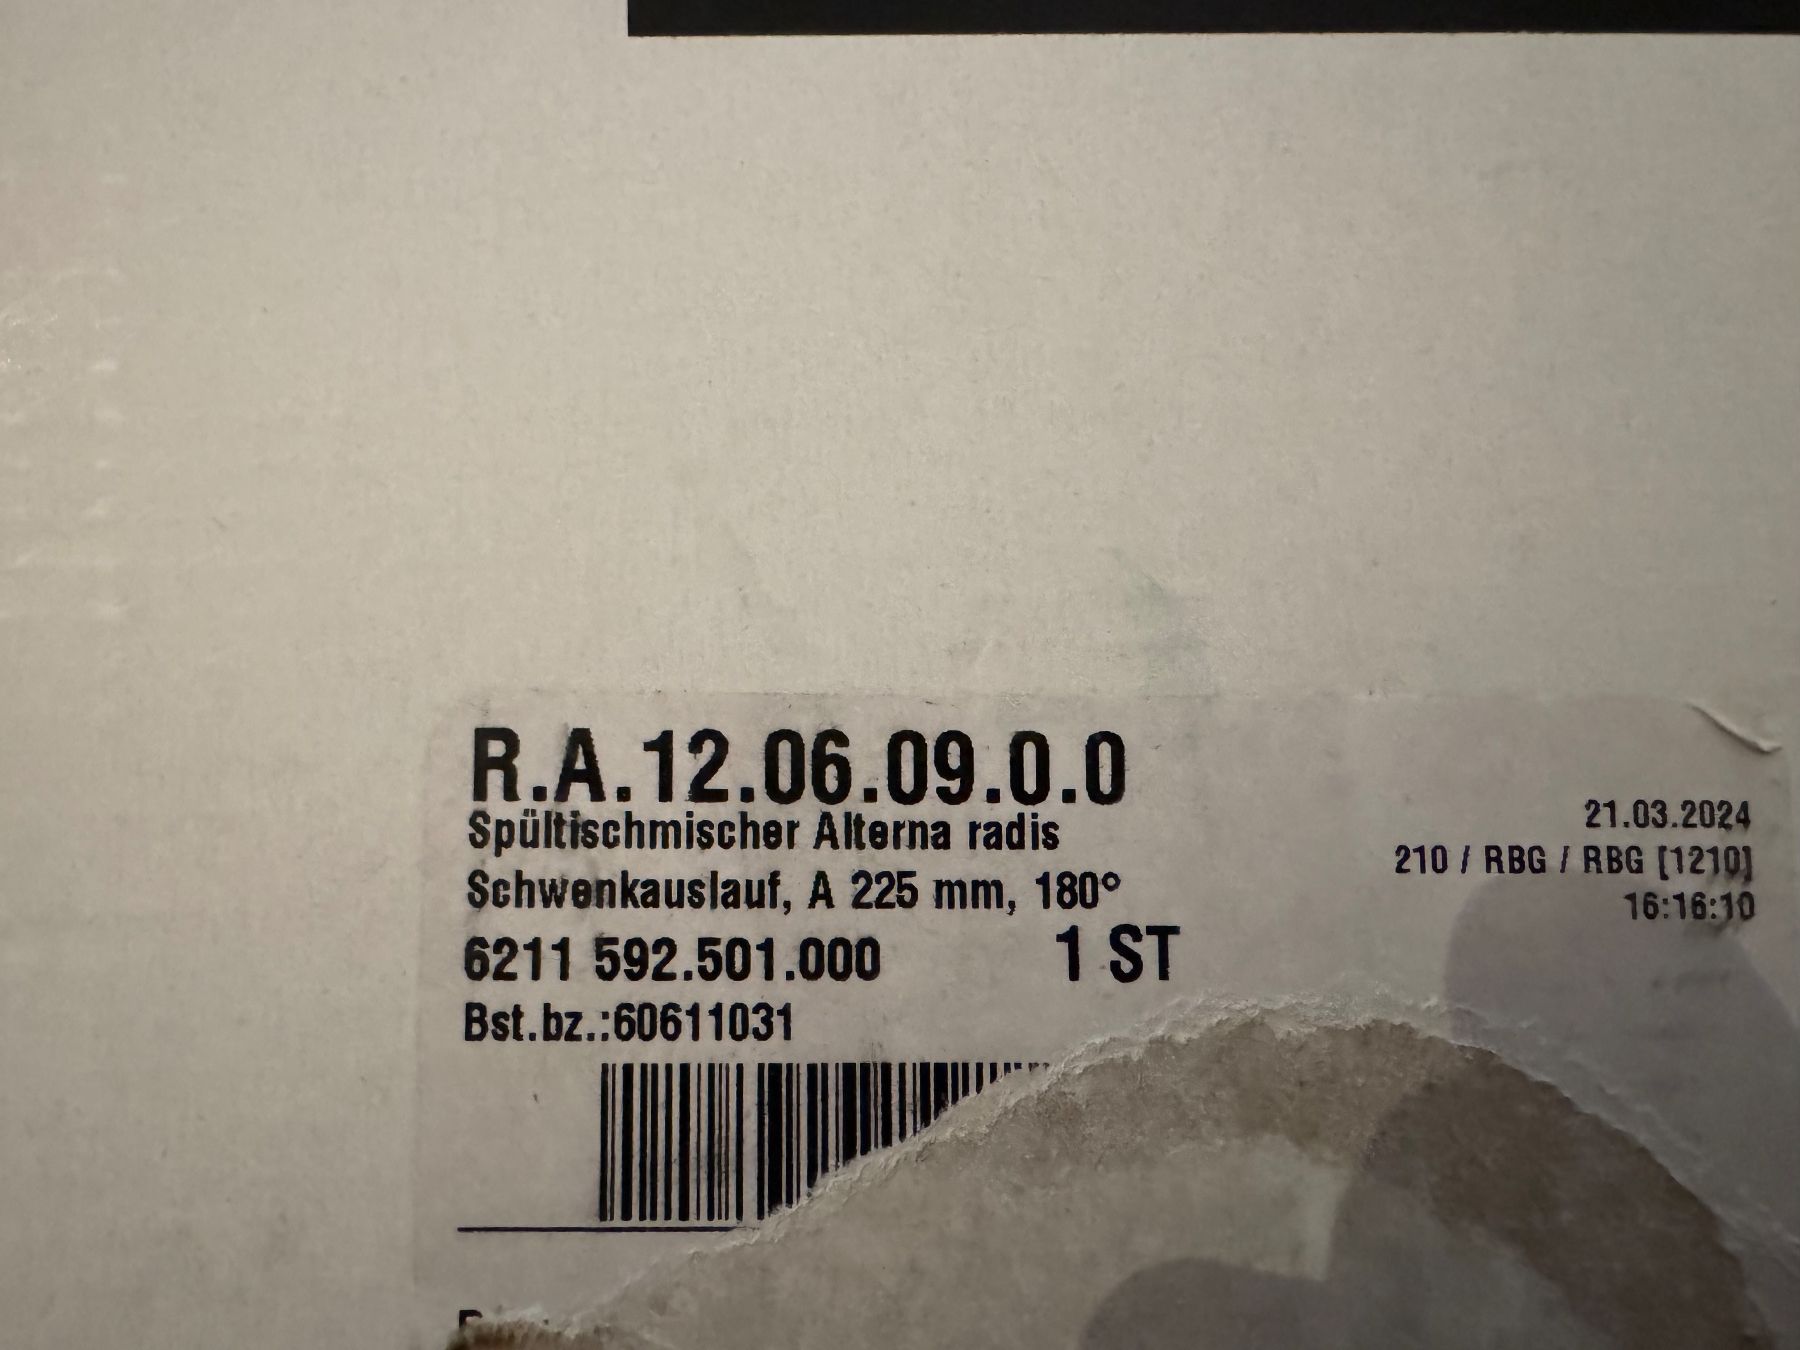 R.A.12.06.09.0.0
Spültischmischer Alterna radis
Schwenkauslauf, A 225 mm, 180°
6211 592.501.000 1 ST
Bst.bz.:60611031
21.03.2024
210 / RBG / RBG [1210]
16:16:10